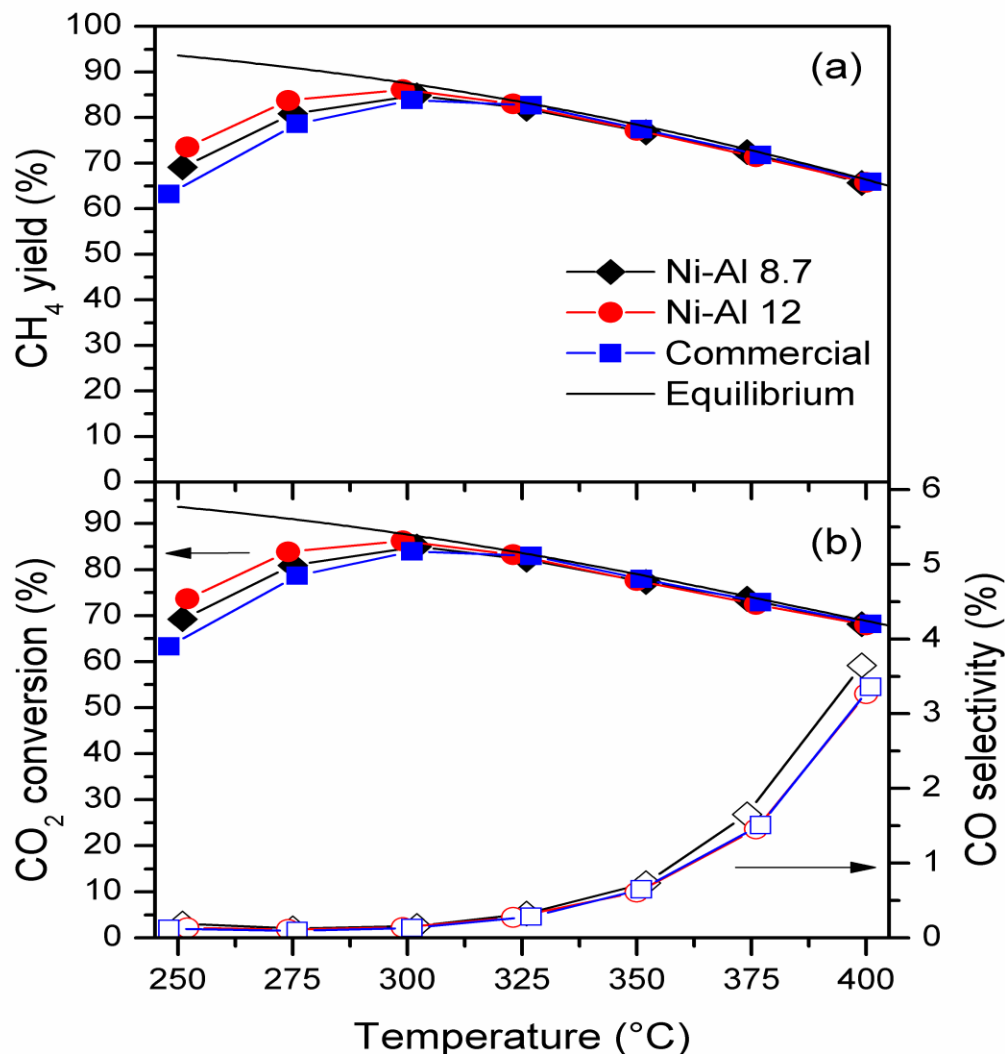 100
90
80
70
60
50
40
30
20
10
0
CH₄ yield (%)
(a)
Ni-Al 8.7
Ni-Al 12
Commercial
Equilibrium
90
80
70
60
50
40
30
20
10
0
CO₂ conversion (%)
(b)
6
5
4
3
2
1
0
CO selectivity (%)
250 275 300 325 350 375 400
Temperature (°C)